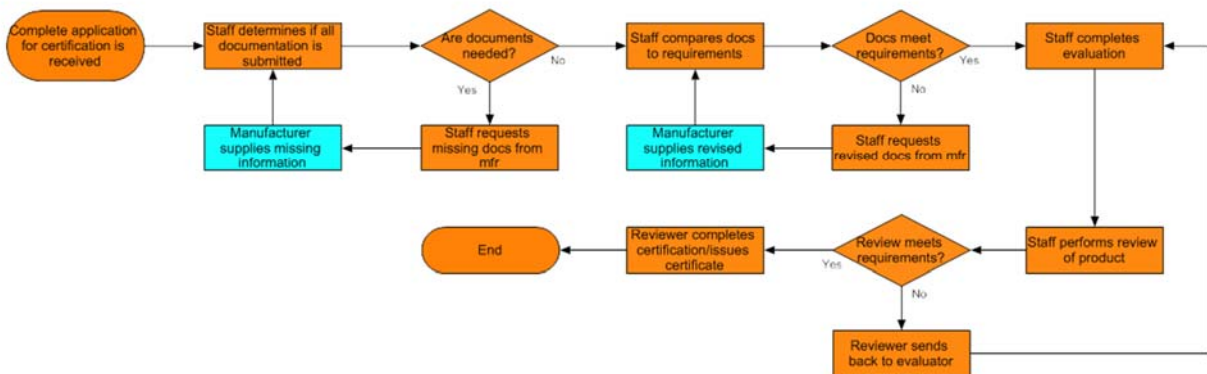 Complete application
for certification is
received
Staff determines if all
documentation is
submitted
Are documents
needed?
No
Yes
Staff compares docs
to requirements
Docs meet
requirements?
Yes
No
Staff completes
evaluation
Manufacturer
supplies missing
information
Staff requests
missing docs from
mfr
Manufacturer
supplies revised
information
Staff requests
revised docs from mfr
End
Reviewer completes
certification/issues
certificate
Review meets
requirements?
Yes
No
Staff performs review
of product
Reviewer sends
back to evaluator